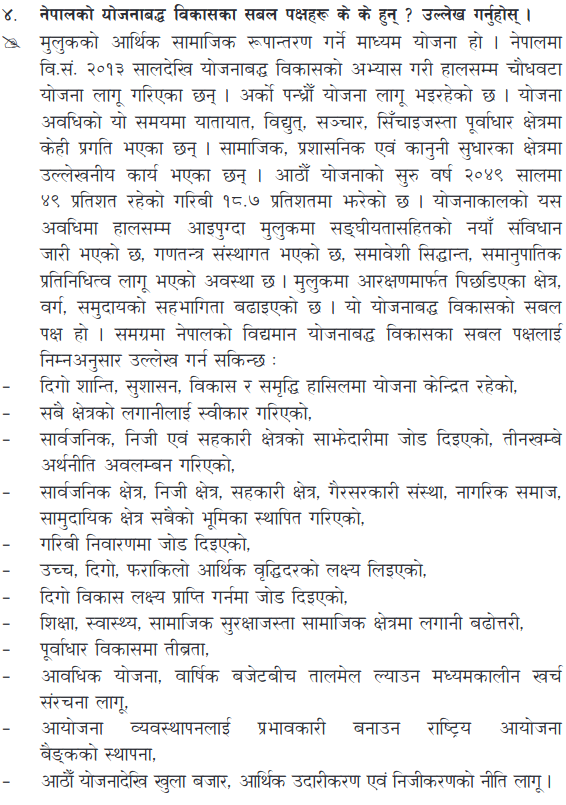 ४. नेपालको योजनाबद्ध विकासका सबल पक्षहरू के के हुन् ? उल्लेख गर्नुहोस् ।
मुलुकको आर्थिक सामाजिक रूपान्तरण गर्ने माध्यम योजना हो । नेपालमा
वि.सं. २०१३ सालदेखि योजनाबद्ध विकासको अभ्यास गरी हालसम्म चौधवटा
योजना लागू गरिएका छन् । अर्को पन्ध्रौँ योजना लागू भइरहेको छ । योजना
अवधिको यो समयमा यातायात, विद्युत्, सञ्चार, सिँचाइजस्ता पूर्वाधार क्षेत्रमा
केही प्रगति भएका छन् । सामाजिक, प्रशासनिक एवं कानुनी सुधारका क्षेत्रमा
उल्लेखनीय कार्य भएका छन् । आठौँ योजनाको सुरु वर्ष २०४९ सालमा
४९ प्रतिशत रहेको गरिबी १८.७ प्रतिशतमा झरेको छ । योजनाकालको यस
अवधिमा हालसम्म आइपुग्दा मुलुकमा सङ्घीयतासहितको नयाँ संविधान
जारी भएको छ, गणतन्त्र संस्थागत भएको छ, समावेशी सिद्धान्त, समानुपातिक
प्रतिनिधित्व लागू भएको अवस्था छ । मुलुकमा आरक्षणमार्फत पिछडिएका क्षेत्र,
वर्ग, समुदायको सहभागिता बढाइएको छ । यो योजनाबद्ध विकासको सबल
पक्ष हो । समग्रमा नेपालको विद्यमान योजनाबद्ध विकासका सबल पक्षलाई
निम्नअनुसार उल्लेख गर्न सकिन्छ :
- दिगो शान्ति, सुशासन, विकास र समृद्धि हासिलमा योजना केन्द्रित रहेको,
- सबै क्षेत्रको लगानीलाई स्वीकार गरिएको,
- सार्वजनिक, निजी एवं सहकारी क्षेत्रको साझेदारीमा जोड दिइएको, तीनखम्बे
अर्थनीति अवलम्बन गरिएको,
- सार्वजनिक क्षेत्र, निजी क्षेत्र, सहकारी क्षेत्र, गैरसरकारी संस्था, नागरिक समाज,
सामुदायिक क्षेत्र सबैको भूमिका स्थापित गरिएको,
- गरिबी निवारणमा जोड दिइएको,
- उच्च, दिगो, फराकिलो आर्थिक वृद्धिदरको लक्ष्य लिइएको,
- दिगो विकास लक्ष्य प्राप्ति गर्नमा जोड दिइएको,
- शिक्षा, स्वास्थ्य, सामाजिक सुरक्षाजस्ता सामाजिक क्षेत्रमा लगानी बढोत्तरी,
- पूर्वाधार विकासमा तीब्रता,
- आवधिक योजना, वार्षिक बजेटबीच तालमेल ल्याउन मध्यमकालीन खर्च
संरचना लागू,
- आयोजना व्यवस्थापनलाई प्रभावकारी बनाउन राष्ट्रिय आयोजना
बैङ्कको स्थापना,
- आठौँ योजनादेखि खुला बजार, आर्थिक उदारीकरण एवं निजीकरणको नीति लागू ।